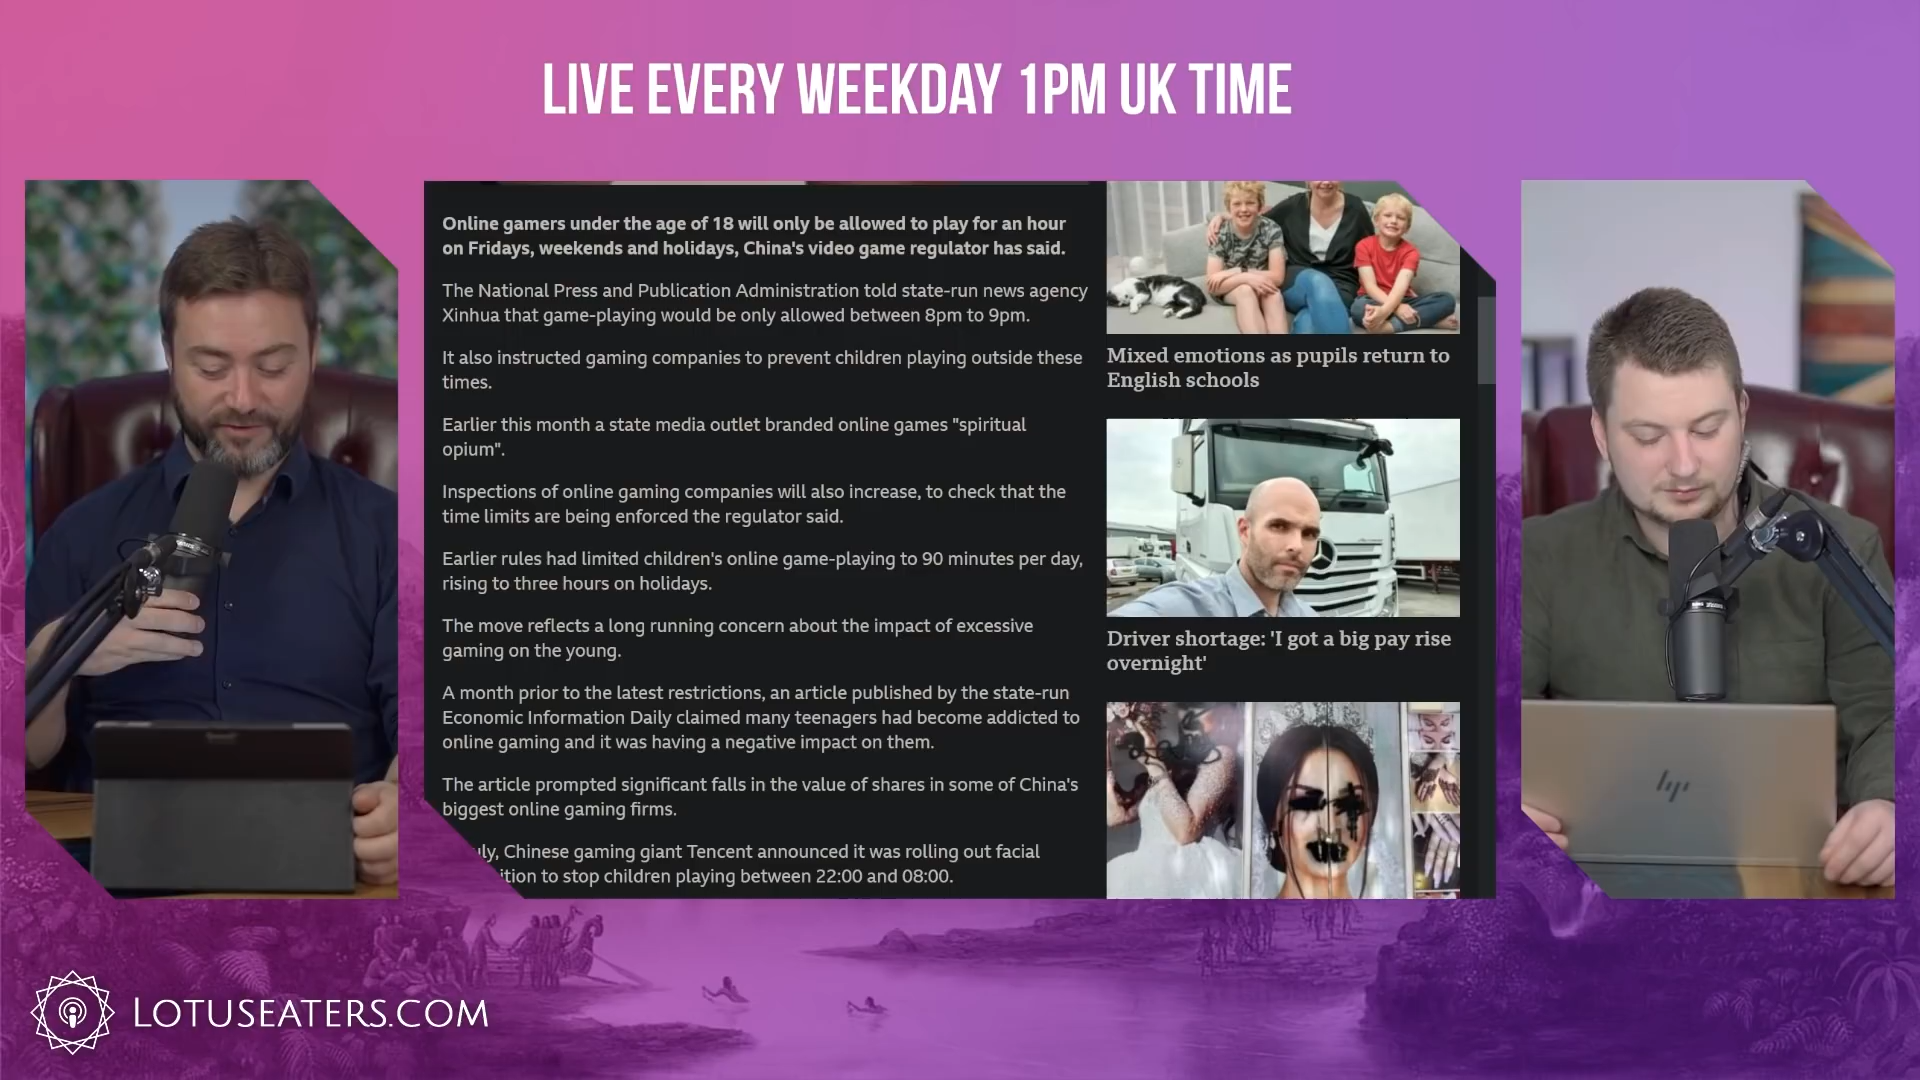 LIVE EVERY WEEKDAY 1PM UK TIME
Online gamers under the age of 18 will only be allowed to play for an hour
on Fridays, weekends and holidays, China's video game regulator has said.
The National Press and Publication Administration told state-run news agency
Xinhua that game-playing would be only allowed between 8pm to 9pm.
It also instructed gaming companies to prevent children playing outside these
times.
Earlier this month a state media outlet branded online games "spiritual
opium".
Inspections of online gaming companies will also increase, to check that the
time limits are being enforced the regulator said.
Earlier rules had limited children's online game-playing to 90 minutes per day,
rising to three hours on holidays.
The move reflects a long running concern about the impact of excessive
gaming on the young.
A month prior to the latest restrictions, an article published by the state-run
Economic Information Daily claimed many teenagers had become addicted to
online gaming and it was having a negative impact on them.
The article prompted significant falls in the value of shares in some of China's
biggest online gaming firms.
Chinese gaming giant Tencent announced it was rolling out facial
to stop children playing between 22:00 and 08:00.
Mixed emotions as pupils return to
English schools
Driver shortage: 'I got a big pay rise
overnight'
hp
LOTUSEATERS.COM